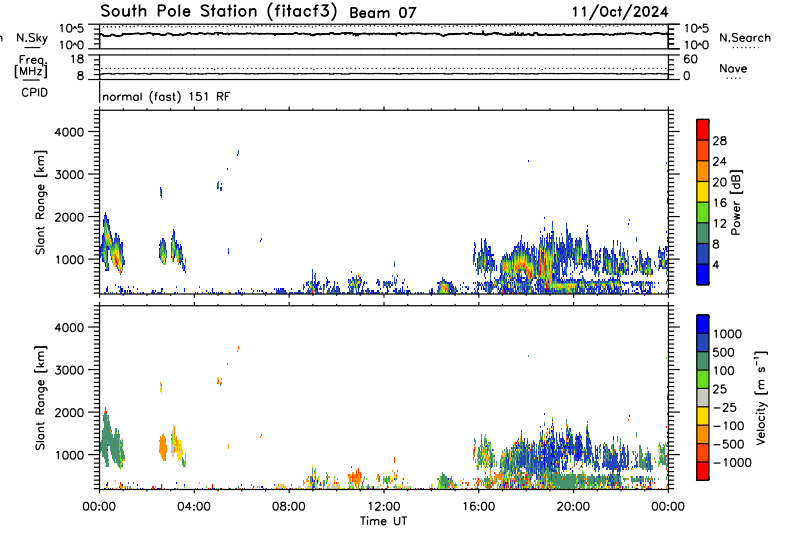 South Pole Station (fitacf3) Beam 07 11/Oct/2024
N.Sky 10^5 10^0 10^5 10^0 N.Search
Freq. [MHz] 18 8 60 0 Nave
CPID normal (fast) 151 RF
Slant Range [km] 4000 3000 2000 1000
28 24 20 16 12 8 4 Power [dB]
Slant Range [km] 4000 3000 2000 1000
1000 500 100 25 −25 −100 −500 −1000 Velocity [m s⁻¹]
00:00 04:00 08:00 12:00 16:00 20:00 00:00
Time UT